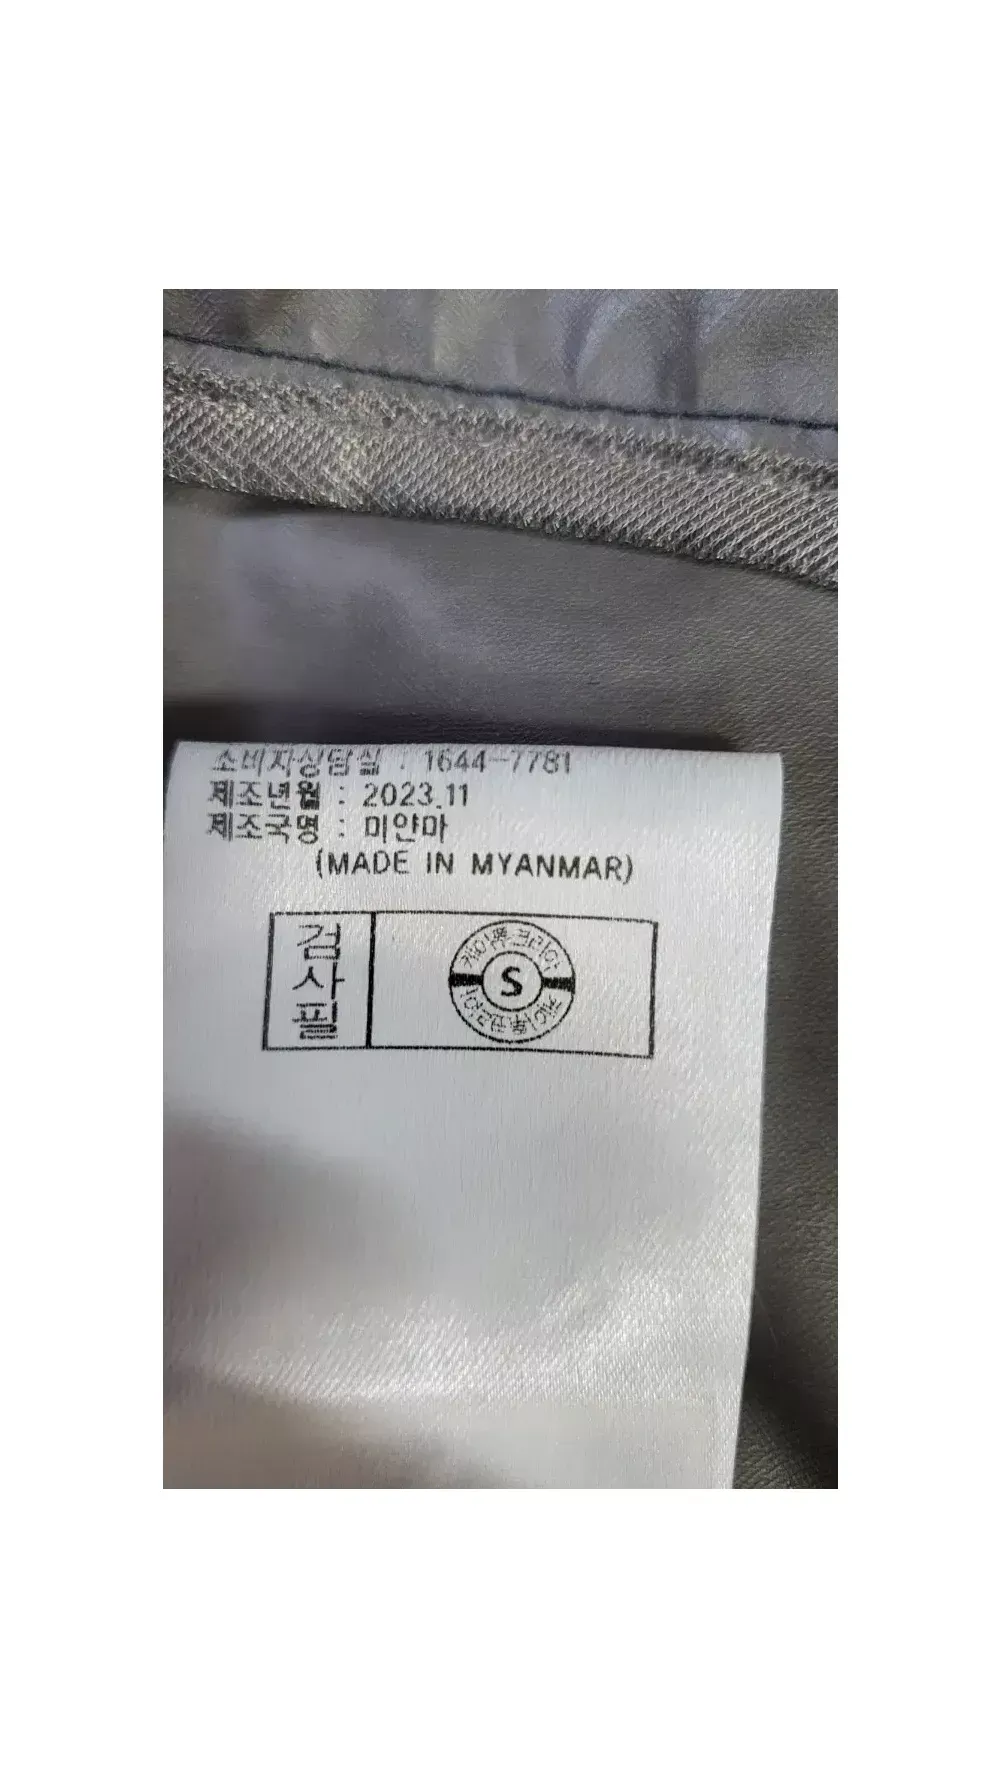 소비자상담실 : 1644-7781
제조년월 : 2023.11
제조국명 : 미얀마
(MADE IN MYANMAR)
검사필
S